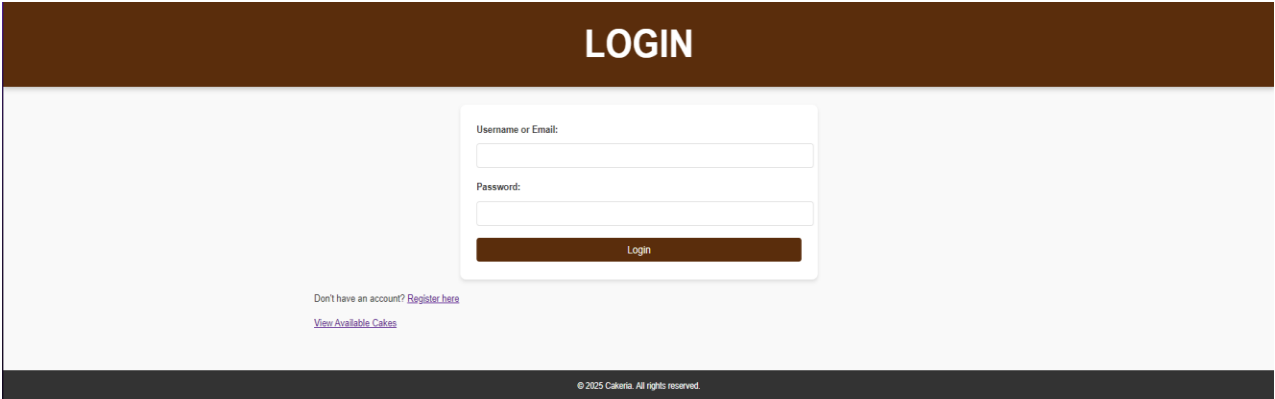 LOGIN
Username or Email:
Password:
Login
Don't have an account? Register here
View Available Cakes
© 2025 Cakeria. All rights reserved.